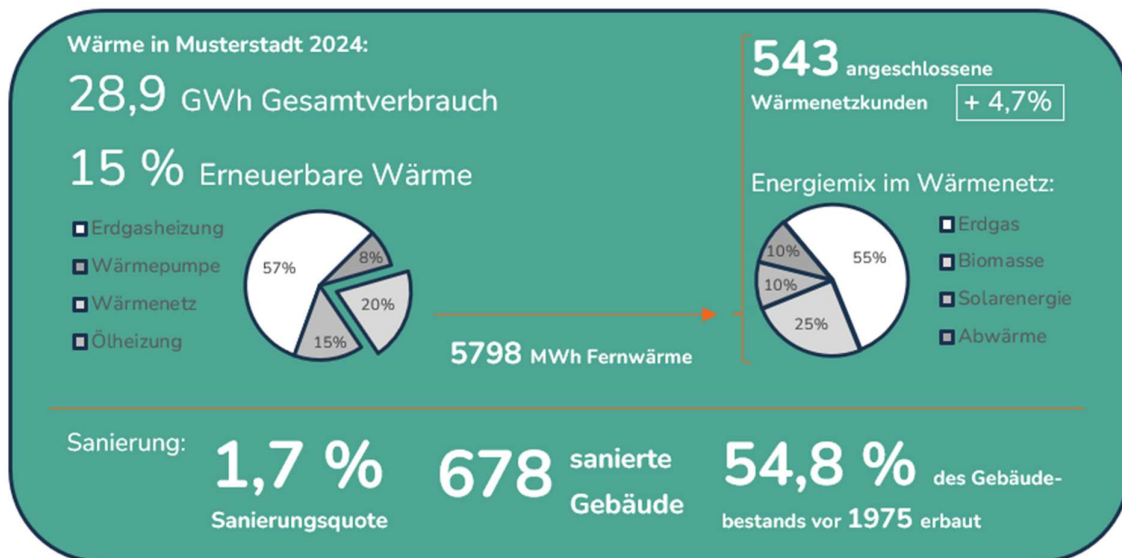 Wärme in Musterstadt 2024:
28,9 GWh Gesamtverbrauch
15 % Erneuerbare Wärme
Erdgasheizung
Wärmepumpe
Wärmenetz
Ölheizung
57%
8%
20%
15%
5798 MWh Fernwärme
543 angeschlossene
Wärmenetzkunden + 4,7%
Energiemix im Wärmenetz:
10%
55%
10%
25%
Erdgas
Biomasse
Solarenergie
Abwärme
Sanierung:
1,7 %
Sanierungsquote
678 sanierte
Gebäude
54,8 % des Gebäude-
bestands vor 1975 erbaut